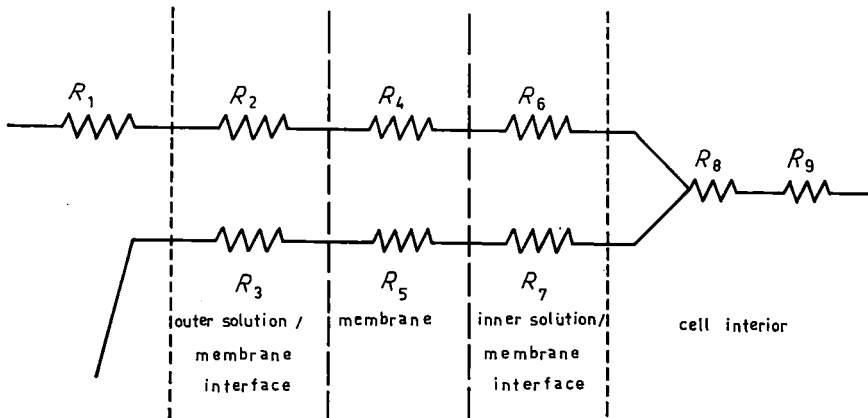 R1
R2
R4
R6
R8
R9
R3
R5
R7
outer solution /
membrane
interface
membrane
inner solution/
membrane
interface
cell interior